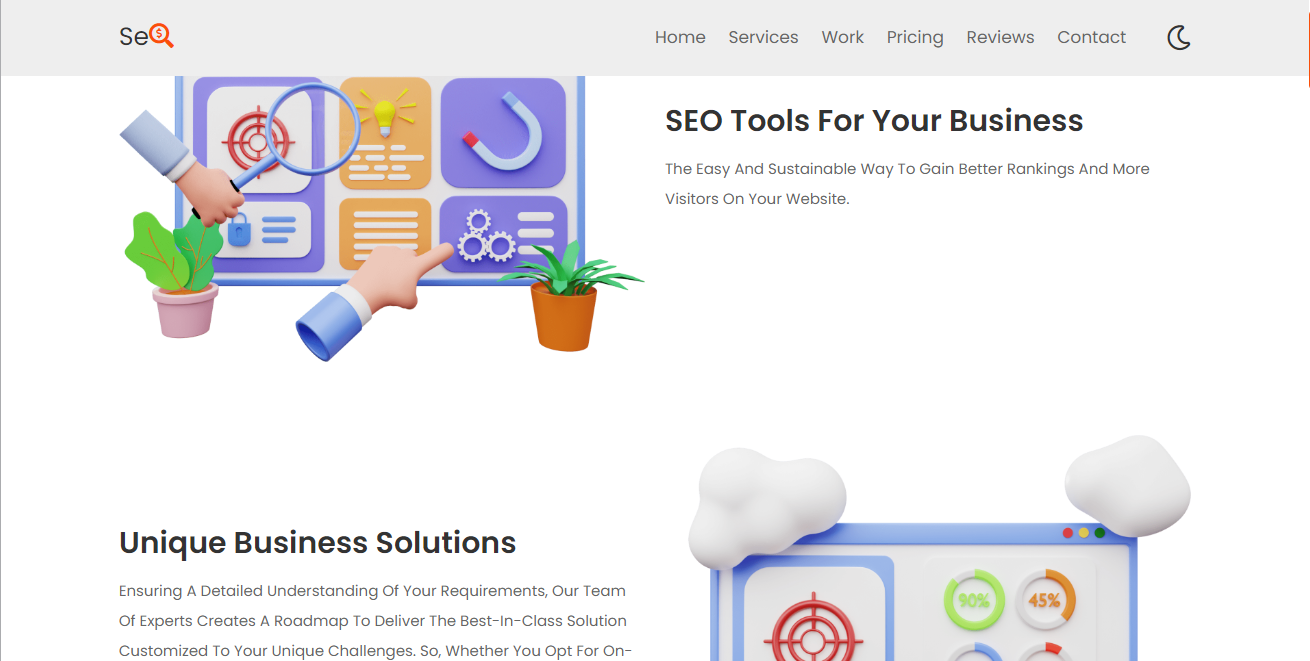 Se
Home Services Work Pricing Reviews Contact
SEO Tools For Your Business
The Easy And Sustainable Way To Gain Better Rankings And More
Visitors On Your Website.
Unique Business Solutions
Ensuring A Detailed Understanding Of Your Requirements, Our Team
Of Experts Creates A Roadmap To Deliver The Best-In-Class Solution
Customized To Your Unique Challenges. So, Whether You Opt For On-
90% 45%